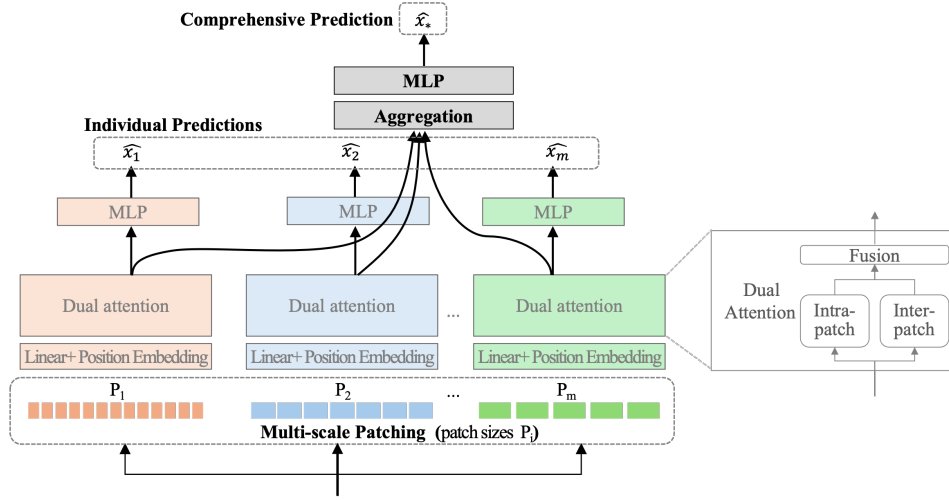 Comprehensive Prediction
x̂*
MLP
Aggregation
Individual Predictions
x̂1
x̂2
x̂m
MLP
MLP
MLP
Dual attention
Dual attention
...
Dual attention
Linear+ Position Embedding
Linear+ Position Embedding
Linear+ Position Embedding
P1
P2
...
Pm
Multi-scale Patching (patch sizes Pi)
Fusion
Dual
Attention
Intra-
patch
Inter-
patch